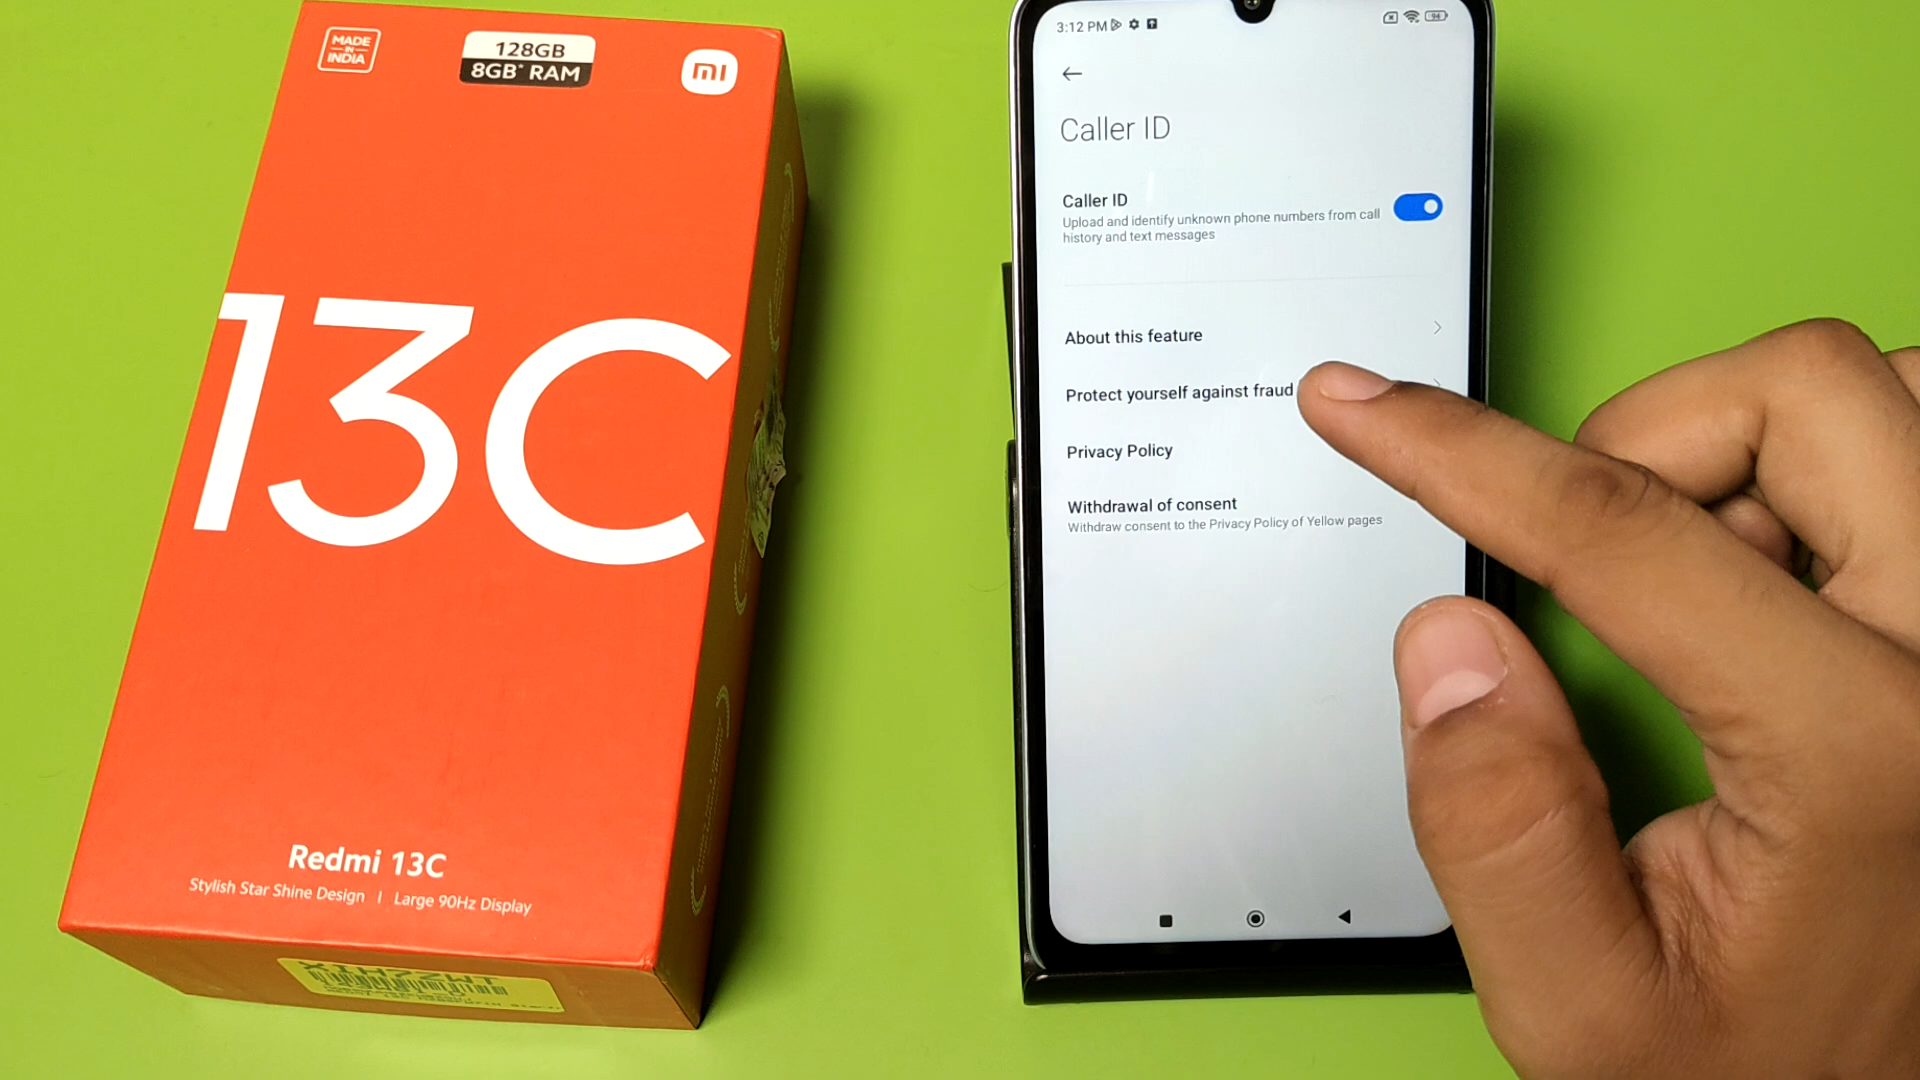 MADE
IN
INDIA
128GB
8GB* RAM
mi
13C
Redmi 13C
Stylish Star Shine Design | Large 90Hz Display
3:12 PM
94
Caller ID
Caller ID
Upload and identify unknown phone numbers from call
history and text messages
About this feature
Protect yourself against fraud
Privacy Policy
Withdrawal of consent
Withdraw consent to the Privacy Policy of Yellow pages